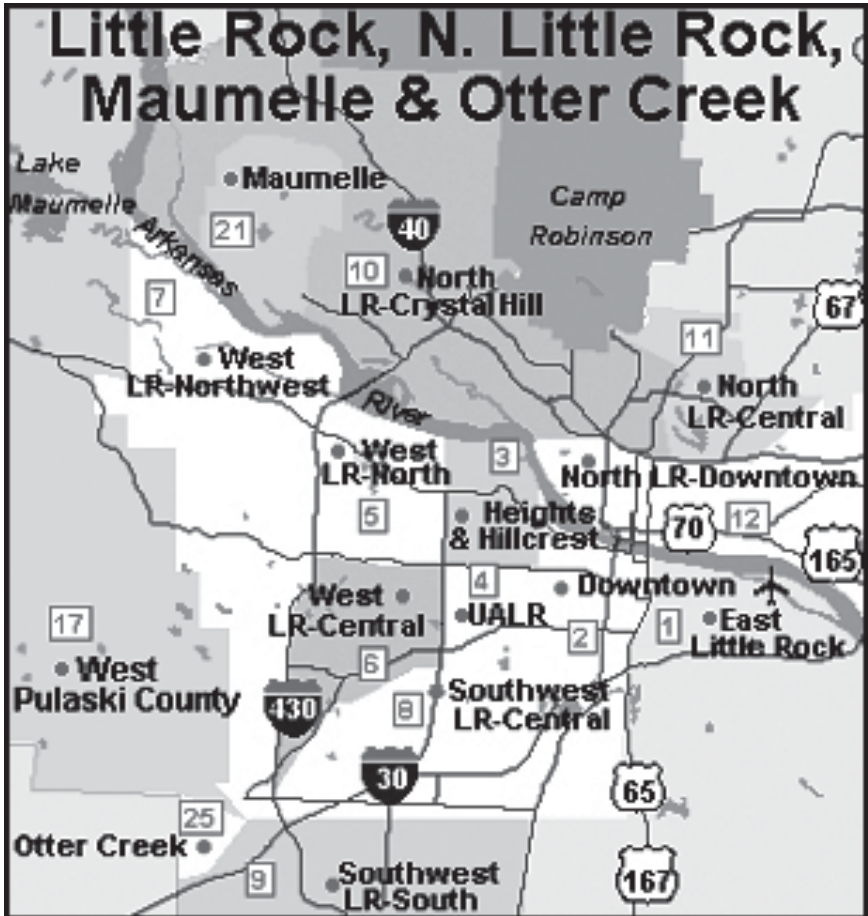 Little Rock, N. Little Rock,
Maumelle & Otter Creek
Lake
Maumelle
Maumelle
Camp
Robinson
21
Arkansas
40
10
North
LR-Crystal Hill
7
67
11
West
LR-Northwest
North
LR-Central
River
West
LR-North
3
North LR-Downtown
5
Heights
& Hillcrest
70
12
165
4
Downtown
West
LR-Central
UALR
17
2
1
East
Little Rock
West
Pulaski County
6
430
8
Southwest
LR-Central
30
65
25
Otter Creek
9
Southwest
LR-South
167